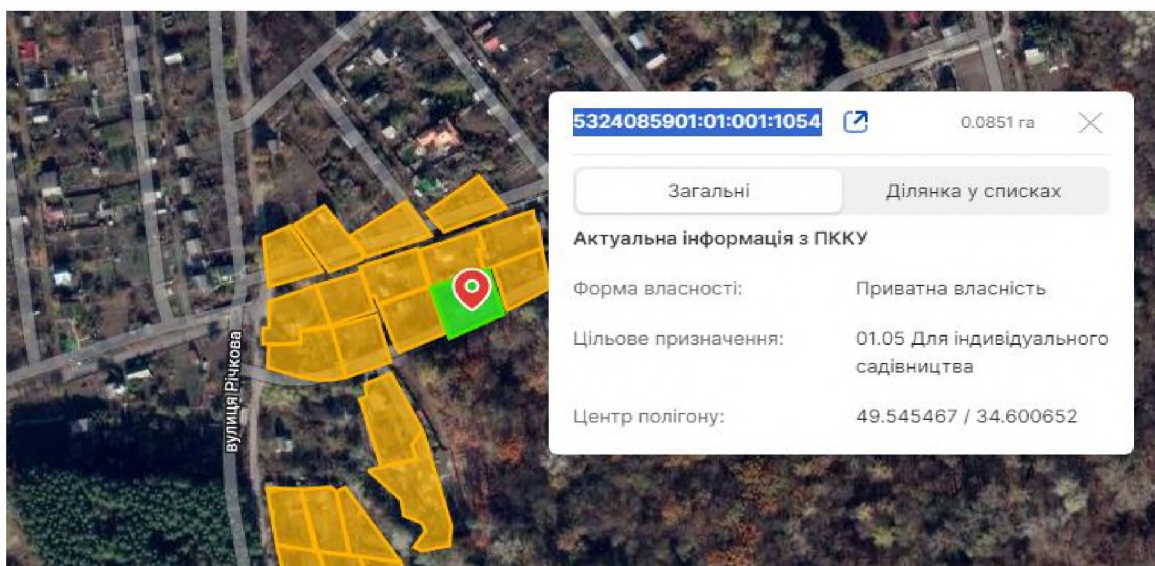 5324085901:01:001:1054 0.0851 га
Загальні Ділянка у списках
Актуальна інформація з ПККУ
Форма власності: Приватна власність
Цільове призначення: 01.05 Для індивідуального
садівництва
Центр полігону: 49.545467 / 34.600652
вулиця Річкова